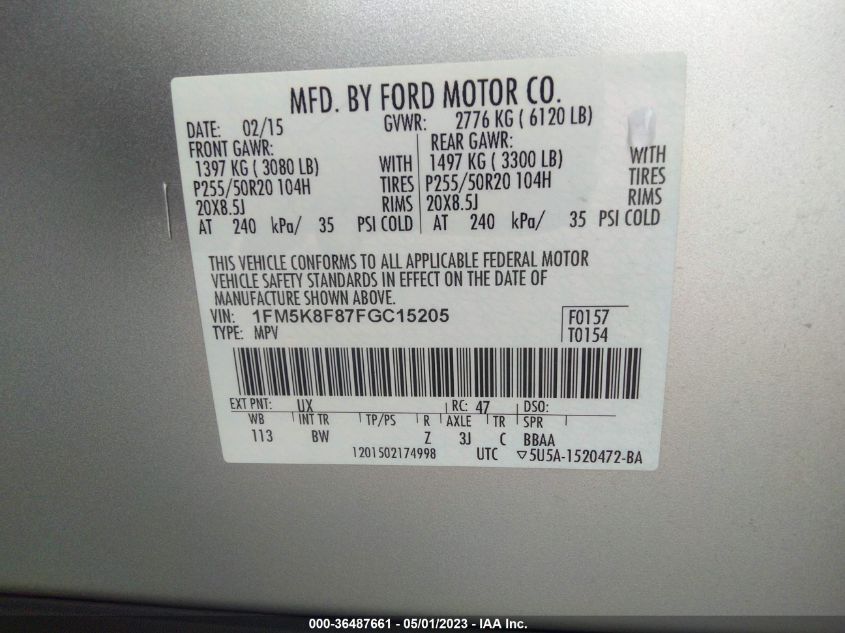 MFD. BY FORD MOTOR CO.
DATE: 02/15 GVWR: 2776 KG ( 6120 LB)
FRONT GAWR: REAR GAWR:
1397 KG ( 3080 LB) WITH 1497 KG ( 3300 LB) WITH
P255/50R20 104H TIRES P255/50R20 104H TIRES
20X8.5J RIMS 20X8.5J RIMS
AT 240 kPa/ 35 PSI COLD AT 240 kPa/ 35 PSI COLD
THIS VEHICLE CONFORMS TO ALL APPLICABLE FEDERAL MOTOR
VEHICLE SAFETY STANDARDS IN EFFECT ON THE DATE OF
MANUFACTURE SHOWN ABOVE.
VIN: 1FM5K8F87FGC15205 F0157
TYPE: MPV T0154
EXT PNT: UX RC: 47 DSO:
WB INT TR TP/PS R AXLE TR SPR
113 BW Z 3J C BBAA
1201502174998 UTC ▽5U5A-1520472-BA
000-36487661 - 05/01/2023 - IAA Inc.